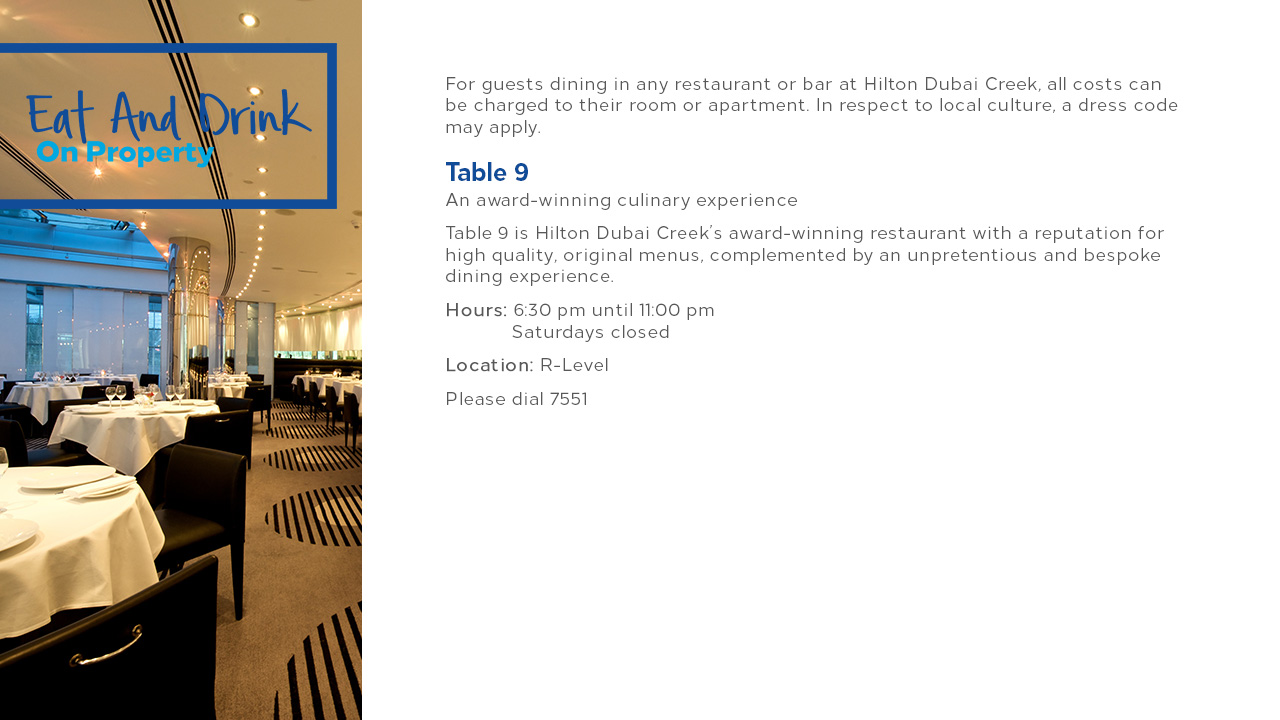 Eat And Drink
On Property
For guests dining in any restaurant or bar at Hilton Dubai Creek, all costs can
be charged to their room or apartment. In respect to local culture, a dress code
may apply.
Table 9
An award-winning culinary experience
Table 9 is Hilton Dubai Creek's award-winning restaurant with a reputation for
high quality, original menus, complemented by an unpretentious and bespoke
dining experience.
Hours: 6:30 pm until 11:00 pm
Saturdays closed
Location: R-Level
Please dial 7551